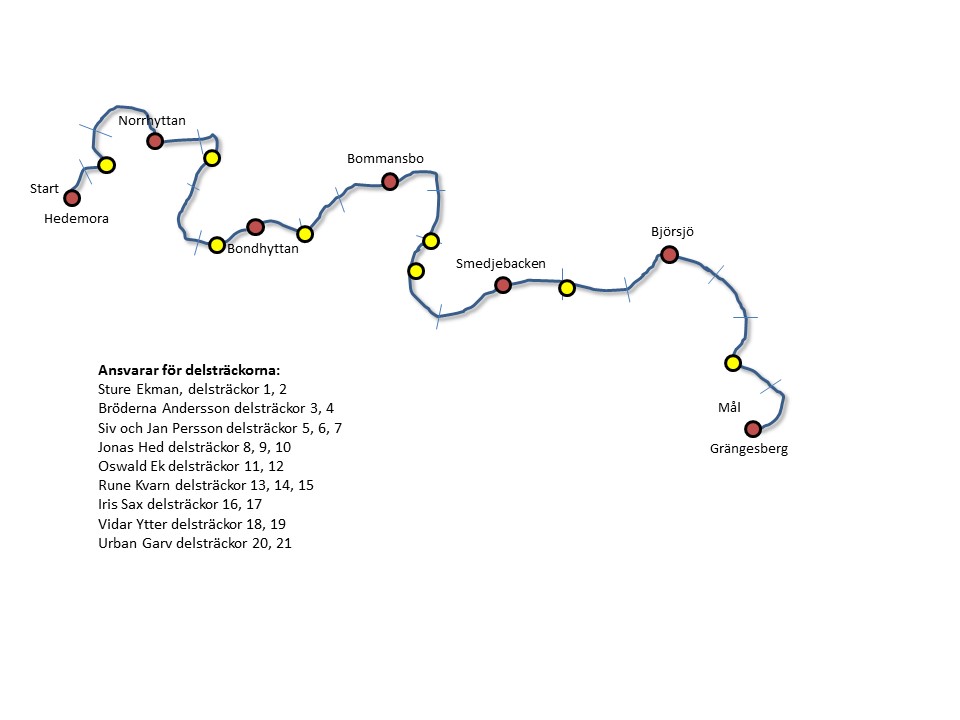 Norrhyttan
Bommansbo
Start
Hedemora
Bondhyttan
Björsjö
Smedjebacken
Ansvarar för delsträckorna:
Sture Ekman, delsträckor 1, 2
Bröderna Andersson delsträckor 3, 4
Siv och Jan Persson delsträckor 5, 6, 7
Jonas Hed delsträckor 8, 9, 10
Oswald Ek delsträckor 11, 12
Rune Kvarn delsträckor 13, 14, 15
Iris Sax delsträckor 16, 17
Vidar Ytter delsträckor 18, 19
Urban Garv delsträckor 20, 21
Mål
Grängesberg